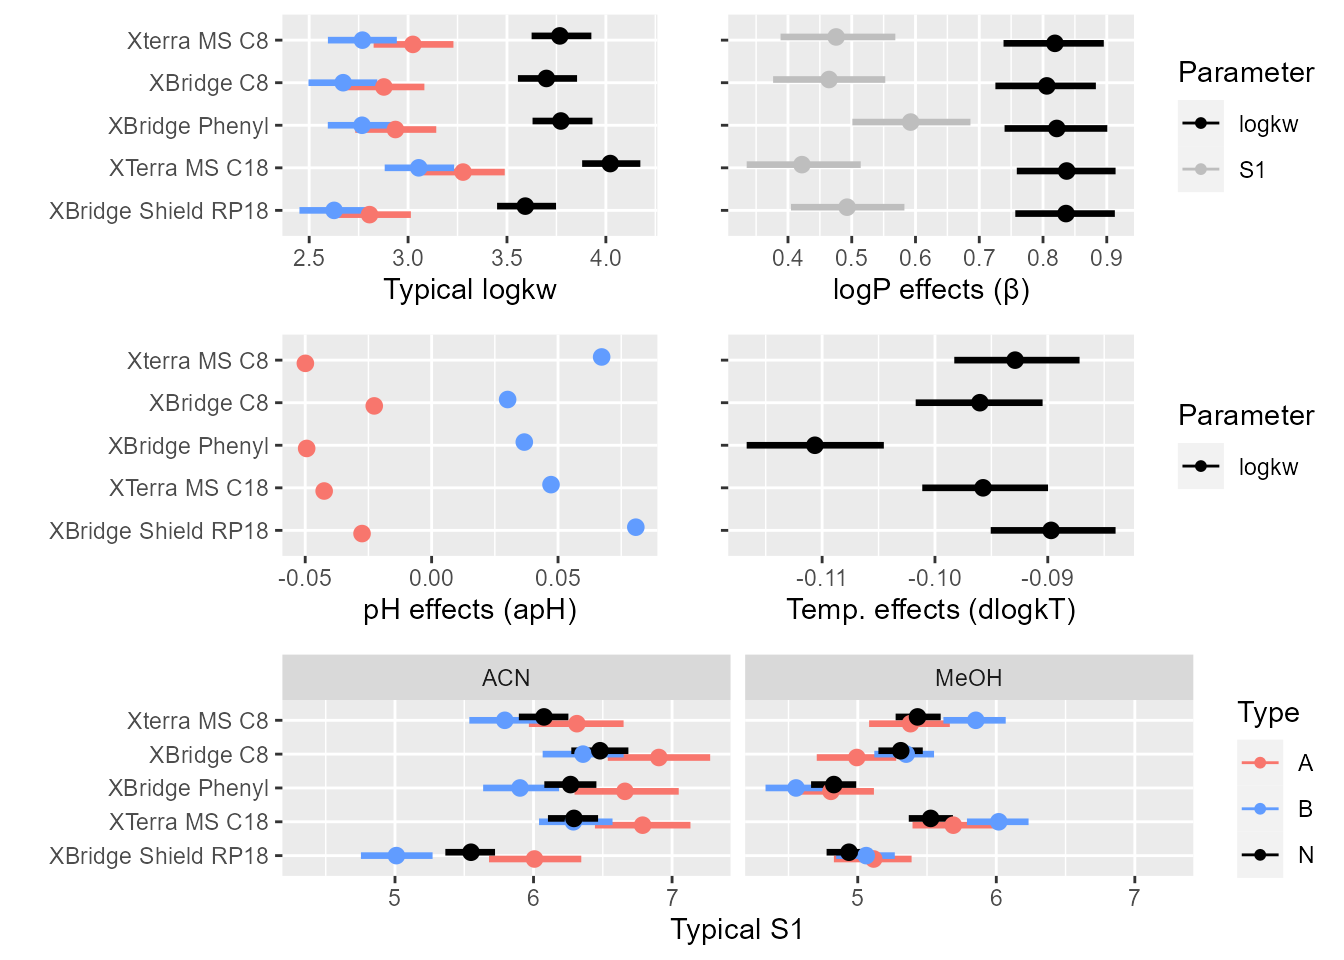 Xterra MS C8
XBridge C8
XBridge Phenyl
XTerra MS C18
XBridge Shield RP18
2.5 3.0 3.5 4.0
Typical logkw
0.4 0.5 0.6 0.7 0.8 0.9
logP effects (β)
Parameter
logkw
S1
Xterra MS C8
XBridge C8
XBridge Phenyl
XTerra MS C18
XBridge Shield RP18
-0.05 0.00 0.05
pH effects (apH)
-0.11 -0.10 -0.09
Temp. effects (dlogkT)
Parameter
logkw
ACN MeOH
Xterra MS C8
XBridge C8
XBridge Phenyl
XTerra MS C18
XBridge Shield RP18
5 6 7 5 6 7
Typical S1
Type
A
B
N